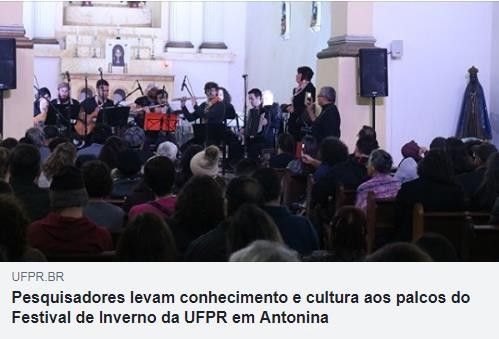 UFPR.BR
Pesquisadores levam conhecimento e cultura aos palcos do
Festival de Inverno da UFPR em Antonina